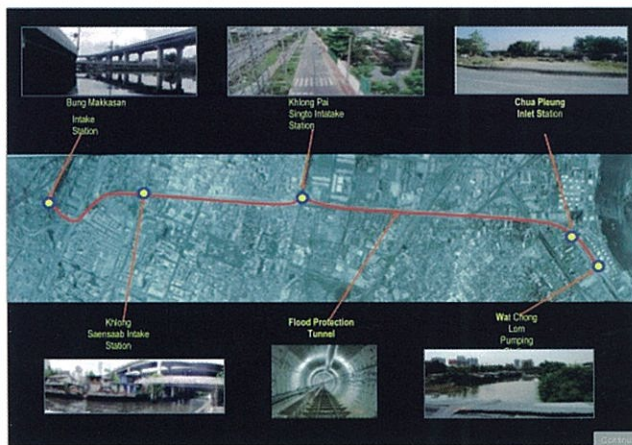 Bung Makkasan
Intake
Station
Khlong Pai
Singto Intatake
Station
Chua Pleung
Inlet Station
Khlong
Saensaab Intake
Station
Flood Protection
Tunnel
Wat Chong
Lom
Pumping